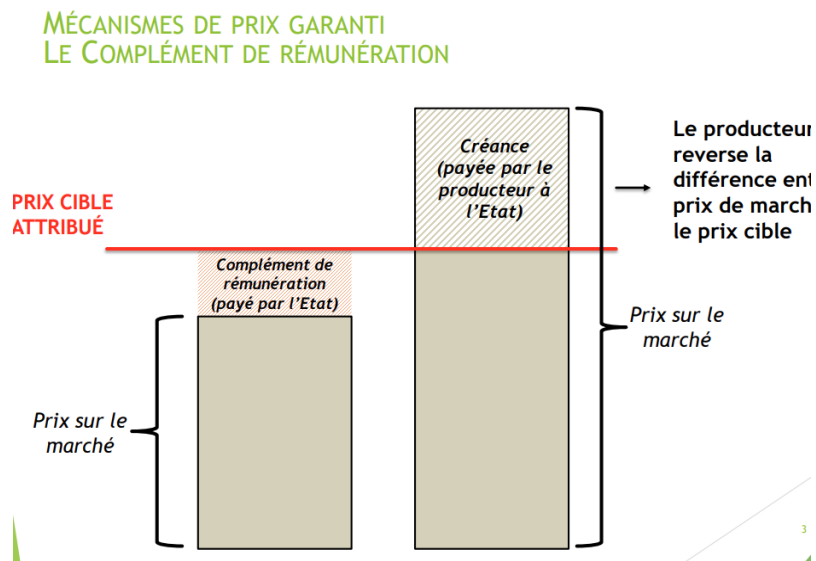 MÉCANISMES DE PRIX GARANTI
LE COMPLÉMENT DE RÉMUNÉRATION
PRIX CIBLE
ATTRIBUÉ
Complément de
rémunération
(payé par l'Etat)
Prix sur le
marché
Créance
(payée par le
producteur à
l'Etat)
Le producteur
reverse la
différence ent
prix de march
le prix cible
Prix sur le
marché
3